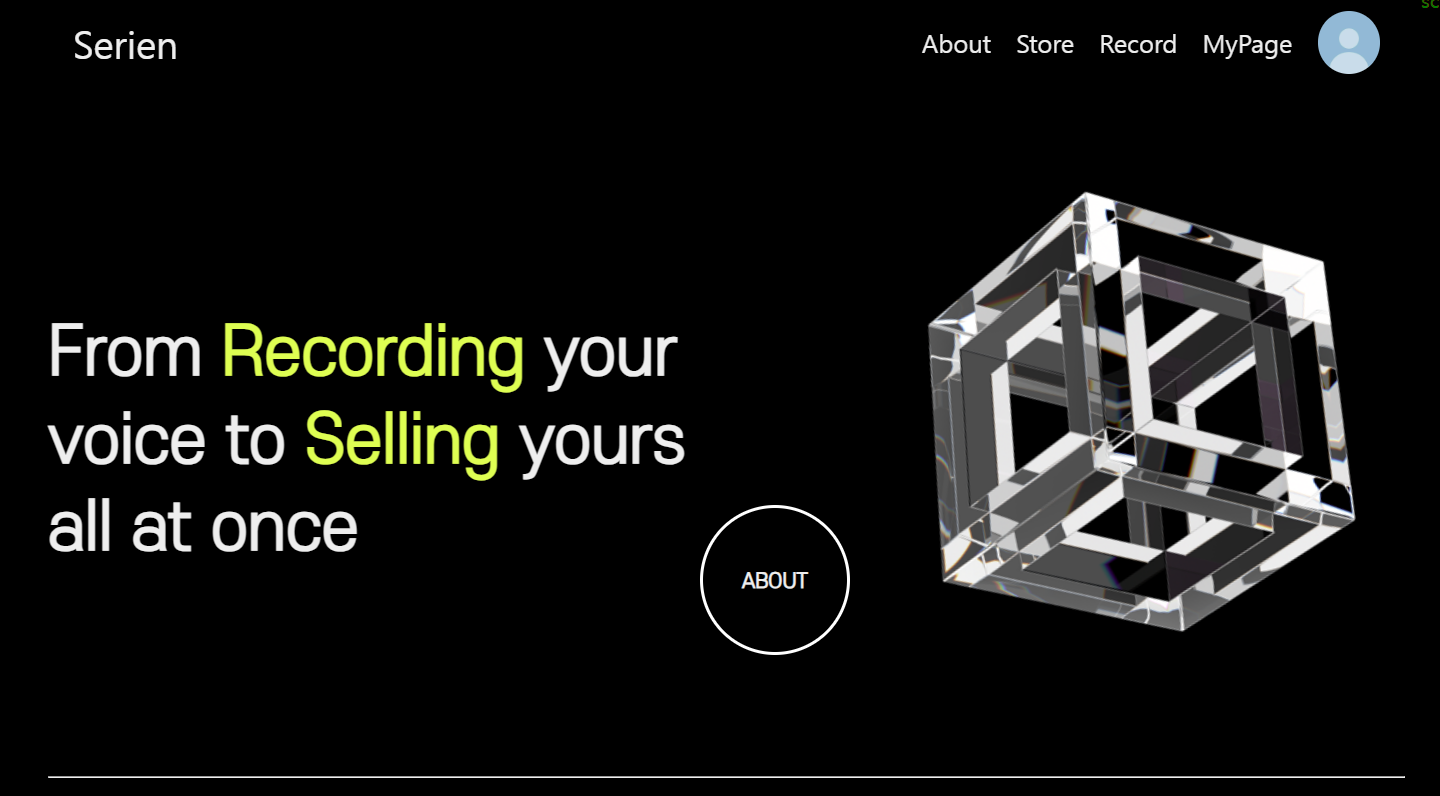 Serien
About Store Record MyPage
From Recording your
voice to Selling yours
all at once
ABOUT